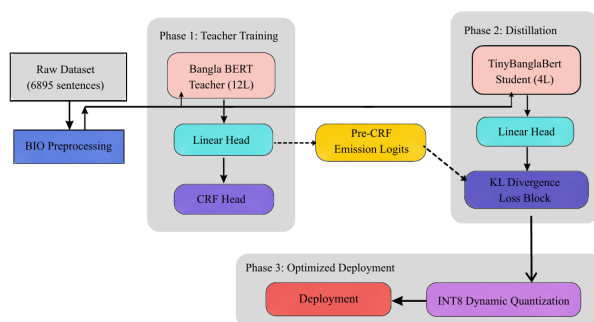 Phase 1: Teacher Training
Phase 2: Distillation
Raw Dataset
(6895 sentences)
Bangla BERT
Teacher (12L)
TinyBanglaBert
Student (4L)
BIO Preprocessing
Linear Head
Pre-CRF
Emission Logits
Linear Head
CRF Head
KL Divergence
Loss Block
Phase 3: Optimized Deployment
Deployment
INT8 Dynamic Quantization